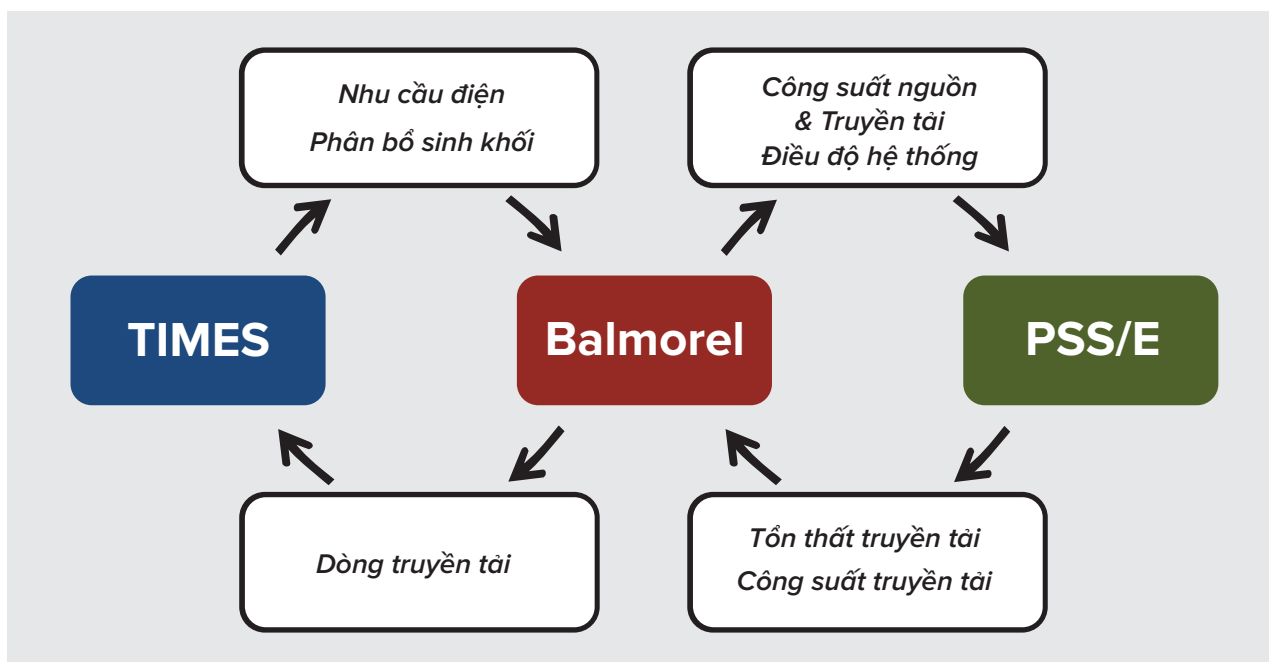 Nhu cầu điện
Phân bổ sinh khối
Công suất nguồn
& Truyền tải
Điều độ hệ thống
TIMES
Balmorel
PSS/E
Dòng truyền tải
Tổn thất truyền tải
Công suất truyền tải